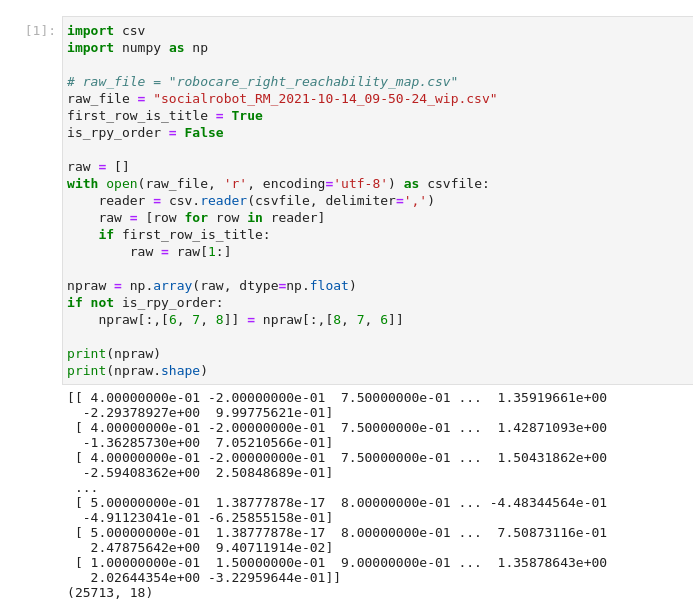 [1]:
import csv
import numpy as np
# raw_file = "robocare_right_reachability_map.csv"
raw_file = "socialrobot_RM_2021-10-14_09-50-24_wip.csv"
first_row_is_title = True
is_rpy_order = False
raw = []
with open(raw_file, 'r', encoding='utf-8') as csvfile:
    reader = csv.reader(csvfile, delimiter=',')
    raw = [row for row in reader]
    if first_row_is_title:
        raw = raw[1:]
npraw = np.array(raw, dtype=np.float)
if not is_rpy_order:
    npraw[:,[6, 7, 8]] = npraw[:,[8, 7, 6]]
print(npraw)
print(npraw.shape)
[[ 4.00000000e-01 -2.00000000e-01  7.50000000e-01 ...  1.35919661e+00
  -2.29378927e+00  9.99775621e-01]
 [ 4.00000000e-01 -2.00000000e-01  7.50000000e-01 ...  1.42871093e+00
  -1.36285730e+00  7.05210566e-01]
 [ 4.00000000e-01 -2.00000000e-01  7.50000000e-01 ...  1.50431862e+00
  -2.59408362e+00  2.50848689e-01]
 ...
 [ 5.00000000e-01  1.38777878e-17  8.00000000e-01 ... -4.48344564e-01
  -4.91123041e-01 -6.25855158e-01]
 [ 5.00000000e-01  1.38777878e-17  8.00000000e-01 ...  7.50873116e-01
   2.47875642e+00  9.40711914e-02]
 [ 1.00000000e-01  1.50000000e-01  9.00000000e-01 ...  1.35878643e+00
   2.02644354e+00 -3.22959644e-01]]
(25713, 18)